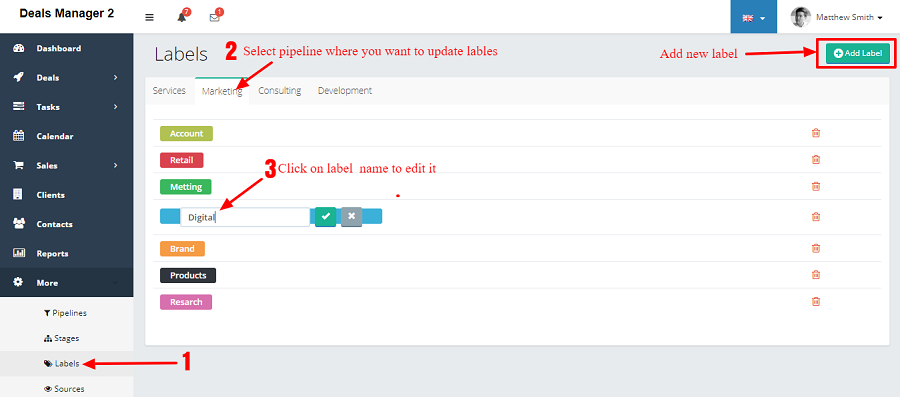 Deals Manager 2
7
1
Matthew Smith
Dashboard
Deals
Tasks
Calendar
Sales
Clients
Contacts
Reports
More
Pipelines
Stages
Labels
Sources
1
Labels
2 Select pipeline where you want to update lables
Add new label
Add Label
Services Marketing Consulting Development
Account
Retail
3 Click on label name to edit it
Metting
Digital
Brand
Products
Resarch